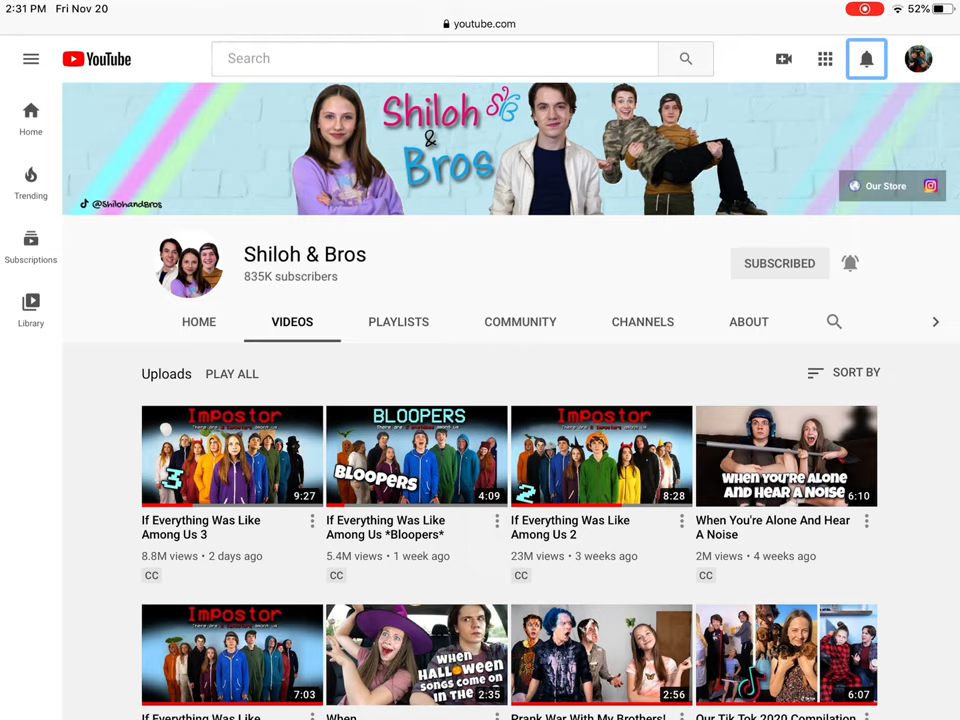 2:31 PM Fri Nov 20
52%
youtube.com
YouTube
Search
Home
Trending
Subscriptions
Library
Shiloh
&
Bros
SB
@ShilohandBros
Our Store
Shiloh & Bros
835K subscribers
SUBSCRIBED
HOME VIDEOS PLAYLISTS COMMUNITY CHANNELS ABOUT
Uploads PLAY ALL
SORT BY
Impostor
3
9:27
If Everything Was Like
Among Us 3
8.8M views • 2 days ago
CC
BLOOPERS
BLOOPERS
4:09
If Everything Was Like
Among Us *Bloopers*
5.4M views • 1 week ago
CC
Impostor
2
8:28
If Everything Was Like
Among Us 2
23M views • 3 weeks ago
CC
WHEN YOU'RE ALONE
AND HEAR A NOISE
6:10
When You're Alone And Hear
A Noise
2M views • 4 weeks ago
CC
Impostor
7:03
If Everything Was Like
WHEN
HALLOWEEN
SONGS COME ON
IN THE
2:35
When
2:56
Prank War With My Brothers!
6:07
Our Tik Tok 2020 Compilation